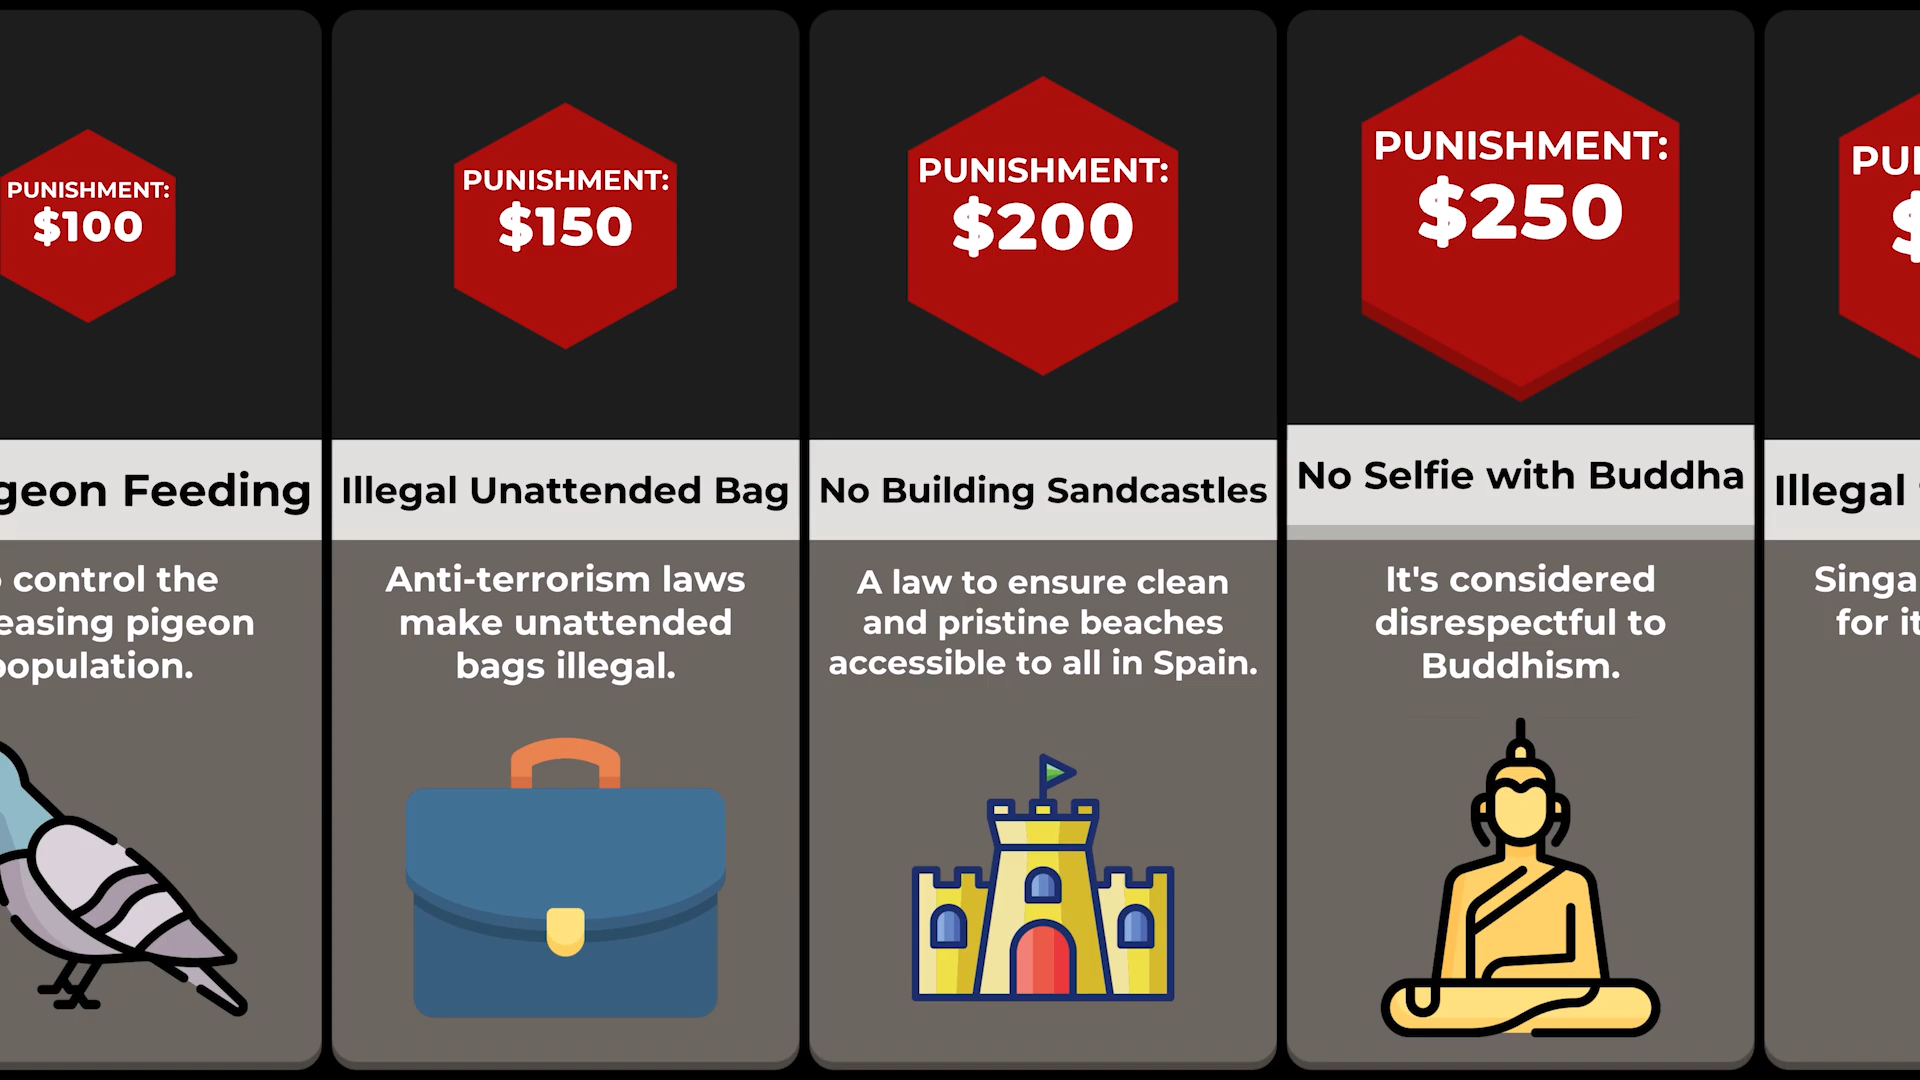 PUNISHMENT:
$100
geon Feeding
control the
easing pigeon
population.
PUNISHMENT:
$150
Illegal Unattended Bag
Anti-terrorism laws
make unattended
bags illegal.
PUNISHMENT:
$200
No Building Sandcastles
A law to ensure clean
and pristine beaches
accessible to all in Spain.
PUNISHMENT:
$250
No Selfie with Buddha
It's considered
disrespectful to
Buddhism.
PUN
$
Illegal
Singa
for it